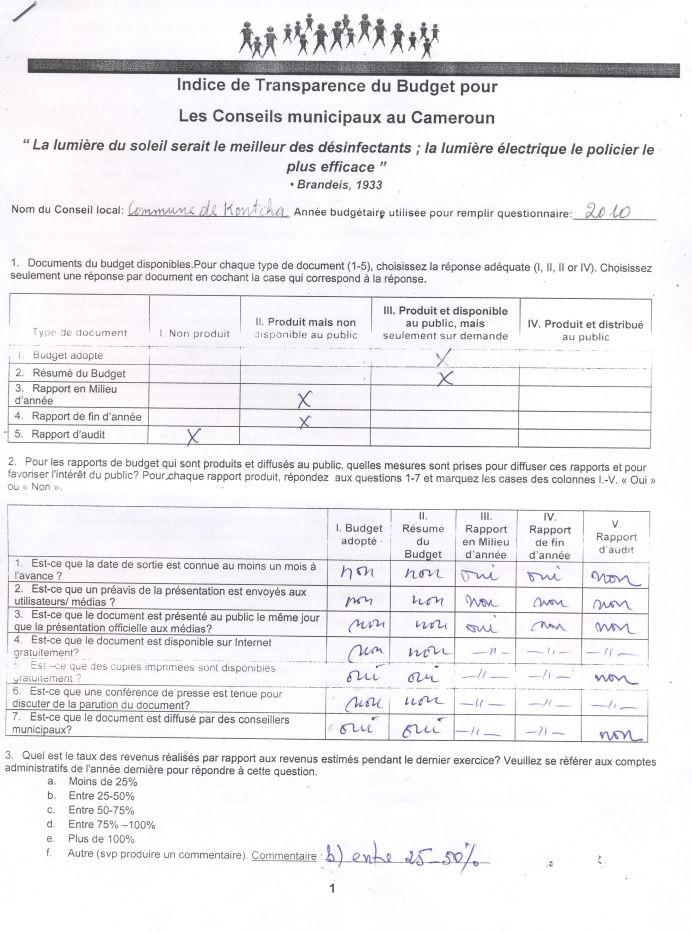 Indice de Transparence du Budget pour
Les Conseils municipaux au Cameroun
“ La lumière du soleil serait le meilleur des désinfectants ; la lumière électrique le policier le
plus efficace ”
• Brandeis, 1933
Nom du Conseil local: Commune de Kontcha Année budgétaire utilisée pour remplir questionnaire: 2010
1. Documents du budget disponibles.Pour chaque type de document (1-5), choisissez la réponse adéquate (I, II, II or IV). Choisissez
seulement une réponse par document en cochant la case qui correspond à la réponse.
Type de document I. Non produit II. Produit mais non disponible au public III. Produit et disponible au public, mais seulement sur demande IV. Produit et distribué au public
1. Budget adopté X
2. Résumé du Budget X
3. Rapport en Milieu d'année X
4. Rapport de fin d'année X
5. Rapport d'audit X
2. Pour les rapports de budget qui sont produits et diffusés au public, quelles mesures sont prises pour diffuser ces rapports et pour
favoriser l'intérêt du public? Pour chaque rapport produit, répondez aux questions 1-7 et marquez les cases des colonnes I.-V. « Oui »
ou « Non ».
I. Budget adopté II. Résumé du Budget III. Rapport en Milieu d'année IV. Rapport de fin d'année V. Rapport d'audit
1. Est-ce que la date de sortie est connue au moins un mois à l'avance ? non non oui oui non
2. Est-ce qu'un préavis de la présentation est envoyés aux utilisateurs/ médias ? non non non non non
3. Est-ce que le document est présenté au public le même jour que la présentation officielle aux médias? non non oui non non
4. Est-ce que le document est disponible sur Internet gratuitement? non non —//— —//— —//—
5. Est –ce que des copies imprimées sont disponibles gratuitement ? oui oui —//— —//— non
6. Est-ce que une conférence de presse est tenue pour discuter de la parution du document? non non —//— —//— —//—
7. Est-ce que le document est diffusé par des conseillers municipaux? oui oui —//— —//— non
3. Quel est le taux des revenus réalisés par rapport aux revenus estimés pendant le dernier exercice? Veuillez se référer aux comptes
administratifs de l'année dernière pour répondre à cette question.
a. Moins de 25%
b. Entre 25-50%
c. Entre 50-75%
d. Entre 75% –100%
e. Plus de 100%
f. Autre (svp produire un commentaire). Commentaire : b) entre 25-50%
1